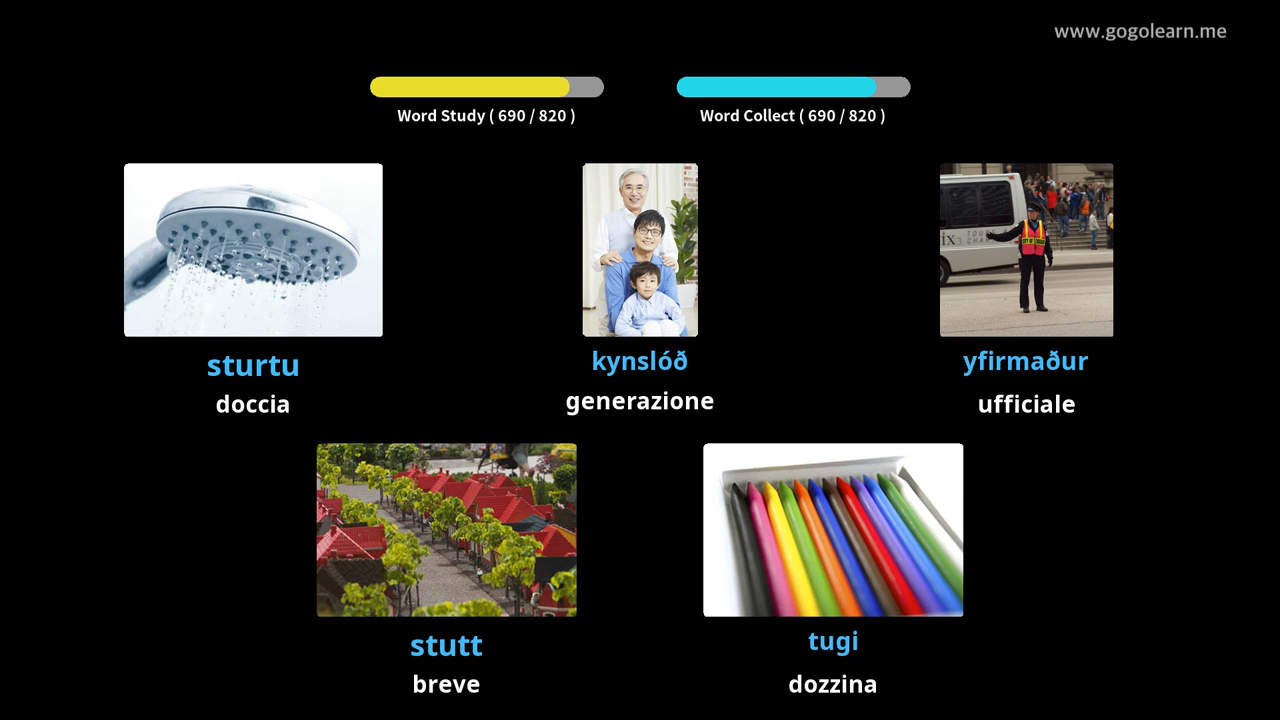 www.gogolearn.me
Word Study ( 690 / 820 )
Word Collect ( 690 / 820 )
sturtu
doccia
kynslóð
generazione
yfirmaður
ufficiale
stutt
breve
tugi
dozzina